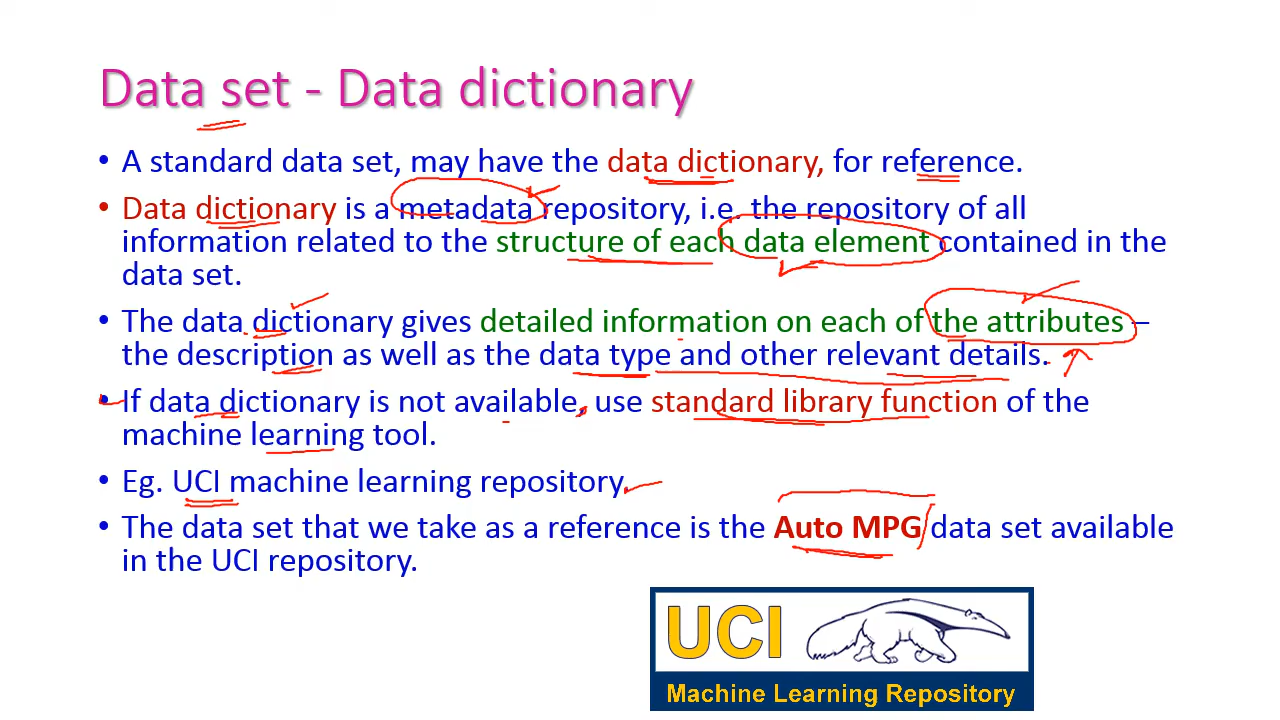 Data set - Data dictionary
• A standard data set, may have the data dictionary, for reference.
• Data dictionary is a metadata repository, i.e. the repository of all
information related to the structure of each data element contained in the
data set.
• The data dictionary gives detailed information on each of the attributes –
the description as well as the data type and other relevant details.
• If data dictionary is not available, use standard library function of the
machine learning tool.
• Eg. UCI machine learning repository.
• The data set that we take as a reference is the Auto MPG data set available
in the UCI repository.
UCI
Machine Learning Repository